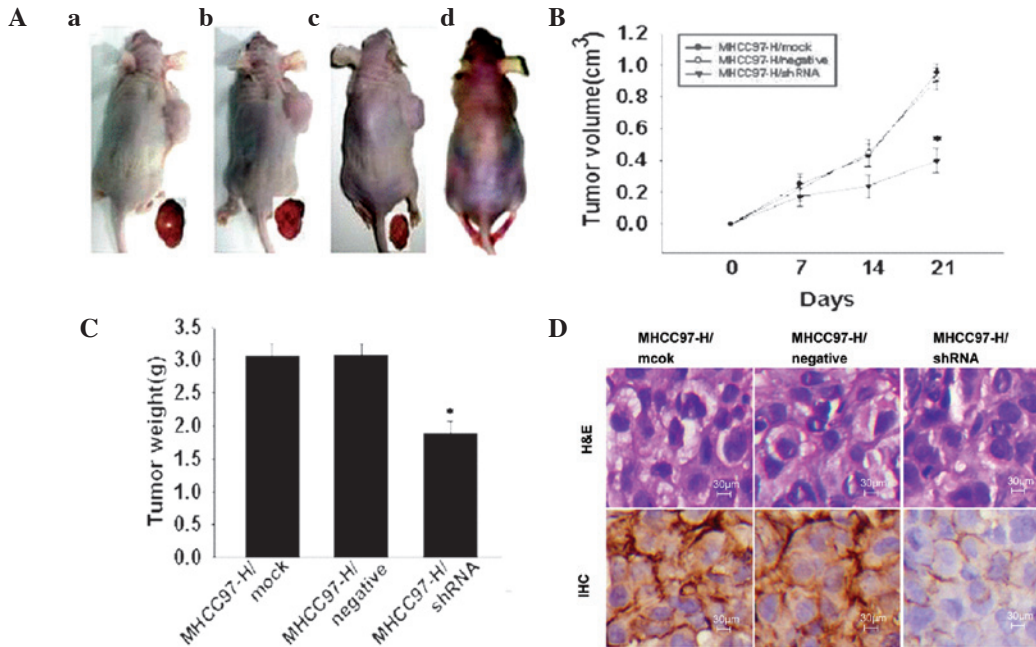 A
a b c d
B
MHCC97-H/mock
MHCC97-H/negative
MHCC97-H/shRNA
Tumor volume(cm3)
1.0
0.8
0.6
0.4
0.2
0.0
0 7 14 21
Days
C
Tumor weight(g)
3.5
3.0
2.5
2.0
1.5
1.0
0.5
0.0
MHCC97-H/
mock
MHCC97-H/
negative
MHCC97-H/
shRNA
D
MHCC97-H/
mcok
MHCC97-H/
negative
MHCC97-H/
shRNA
H&E
30μm
30μm
30μm
IHC
30μm
30μm
30μm